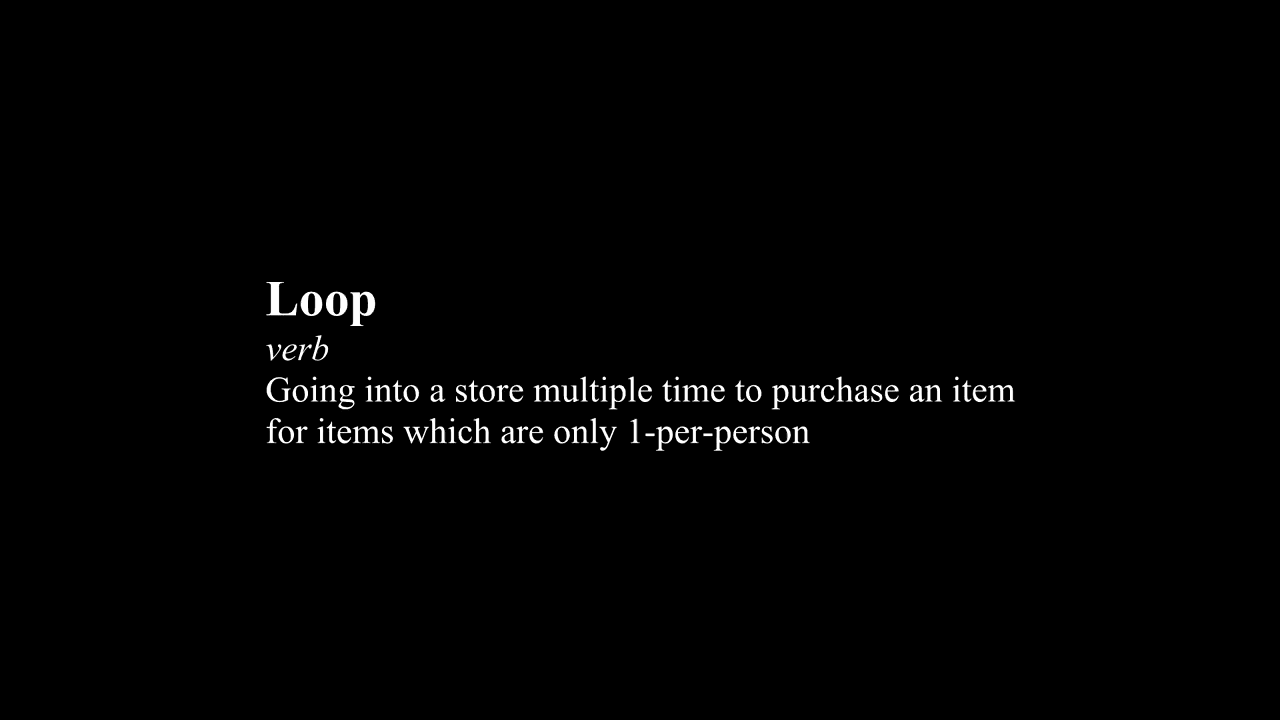 Loop
verb
Going into a store multiple time to purchase an item
for items which are only 1-per-person